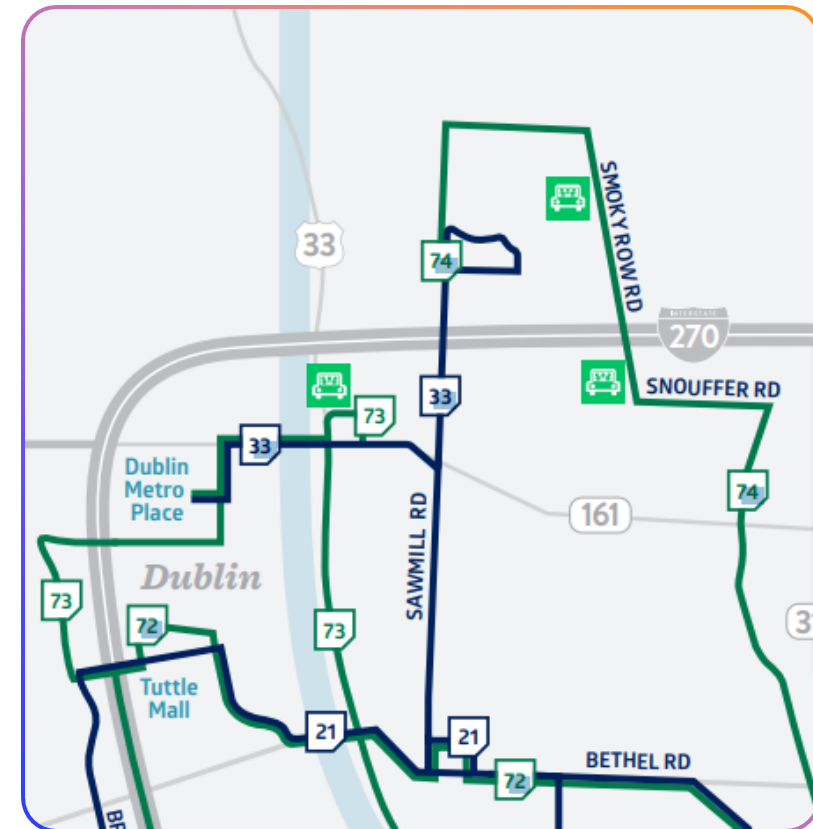 SMOKY ROW RD
33
74
INTERSTATE
270
SNOUFFER RD
33
73
33
Dublin
Metro
Place
74
161
SAWMILL RD
Dublin
73
72
73
Tuttle
Mall
21
21
BETHEL RD
72